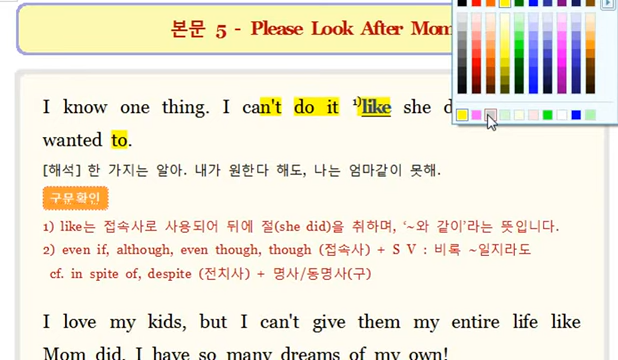 본문 5 - Please Look After Mom
I know one thing. I can't do it ¹⁾like she
wanted to.
[해석] 한 가지는 알아. 내가 원한다 해도, 나는 엄마같이 못해.
구문확인
1) like는 접속사로 사용되어 뒤에 절(she did)을 취하며, ‘~와 같이’라는 뜻입니다.
2) even if, although, even though, though (접속사) + S V : 비록 ~일지라도
cf. in spite of, despite (전치사) + 명사/동명사(구)
I love my kids, but I can't give them my entire life like
Mom did. I have so many dreams of my own!